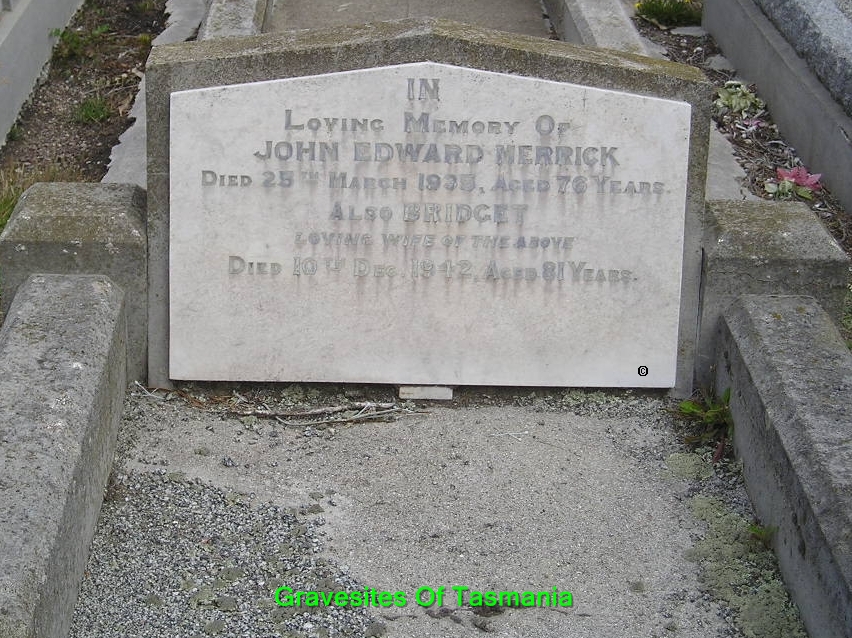 IN
LOVING MEMORY OF
JOHN EDWARD MERRICK
DIED 25TH MARCH 1935, AGED 76 YEARS.
ALSO BRIDGET
LOVING WIFE OF THE ABOVE
DIED 10TH DEC. 1942, AGED 81 YEARS.
©
Gravesites Of Tasmania